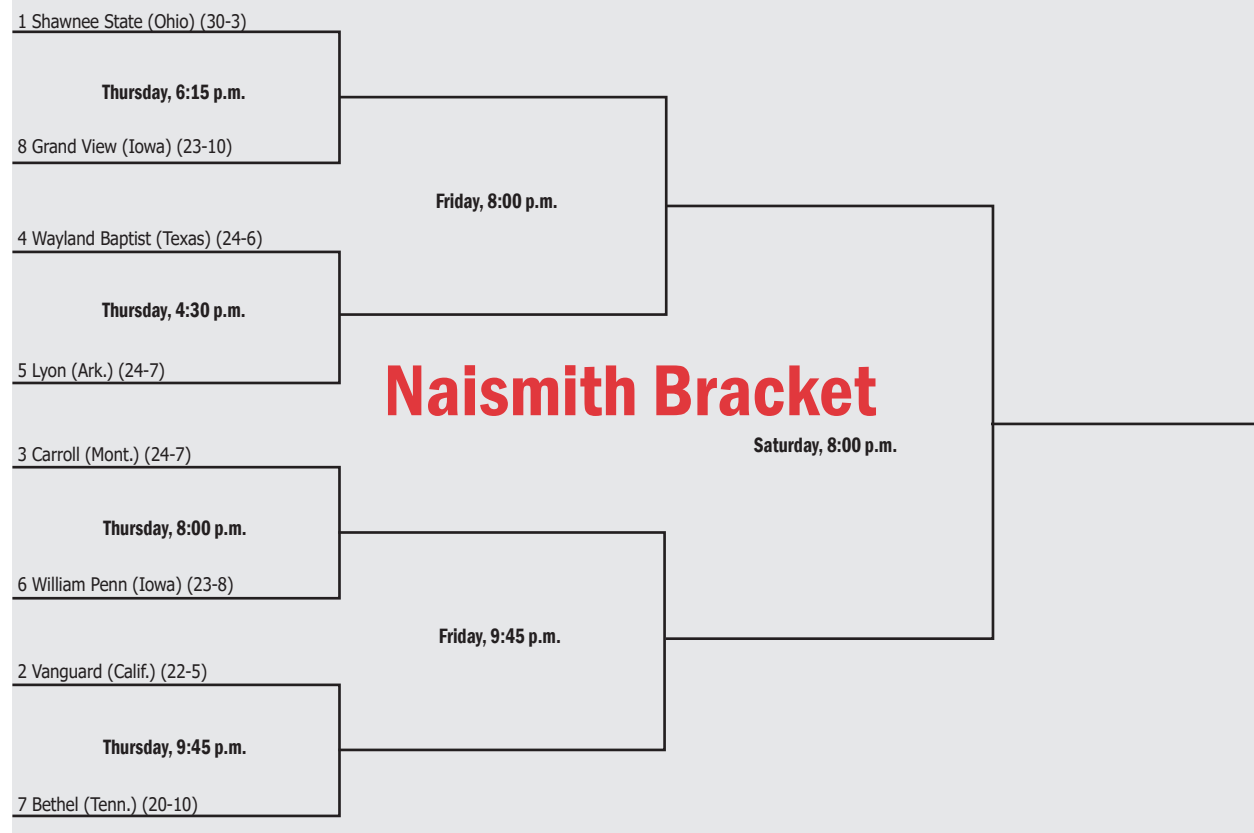 1 Shawnee State (Ohio) (30-3)
Thursday, 6:15 p.m.
8 Grand View (Iowa) (23-10)
Friday, 8:00 p.m.
4 Wayland Baptist (Texas) (24-6)
Thursday, 4:30 p.m.
5 Lyon (Ark.) (24-7)
Naismith Bracket
Saturday, 8:00 p.m.
3 Carroll (Mont.) (24-7)
Thursday, 8:00 p.m.
6 William Penn (Iowa) (23-8)
Friday, 9:45 p.m.
2 Vanguard (Calif.) (22-5)
Thursday, 9:45 p.m.
7 Bethel (Tenn.) (20-10)